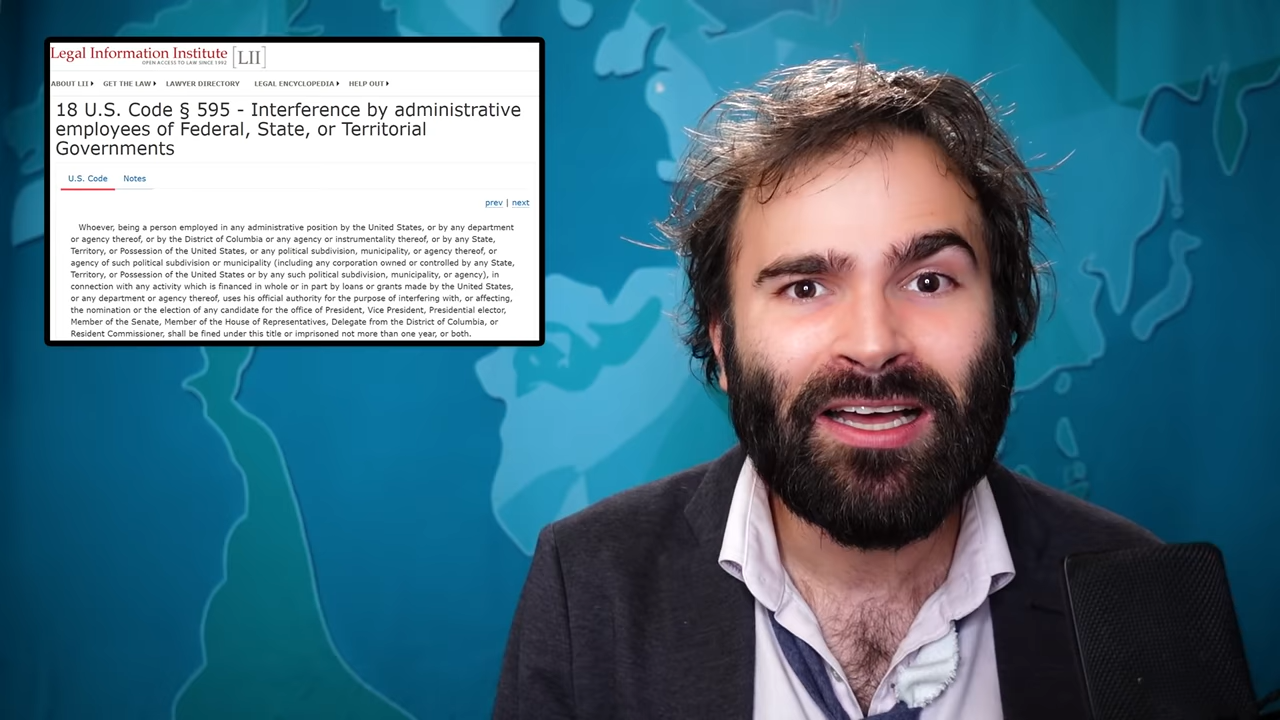 Legal Information Institute [LII]
OPEN ACCESS TO LAW SINCE 1992
ABOUT LII GET THE LAW LAWYER DIRECTORY LEGAL ENCYCLOPEDIA HELP OUT
18 U.S. Code § 595 - Interference by administrative
employees of Federal, State, or Territorial
Governments
U.S. Code Notes
prev | next
Whoever, being a person employed in any administrative position by the United States, or by any department
or agency thereof, or by the District of Columbia or any agency or instrumentality thereof, or by any State,
Territory, or Possession of the United States, or any political subdivision, municipality, or agency thereof, or
agency of such political subdivision or municipality (including any corporation owned or controlled by any State,
Territory, or Possession of the United States or by any such political subdivision, municipality, or agency), in
connection with any activity which is financed in whole or in part by loans or grants made by the United States,
or any department or agency thereof, uses his official authority for the purpose of interfering with, or affecting,
the nomination or the election of any candidate for the office of President, Vice President, Presidential elector,
Member of the Senate, Member of the House of Representatives, Delegate from the District of Columbia, or
Resident Commissioner, shall be fined under this title or imprisoned not more than one year, or both.